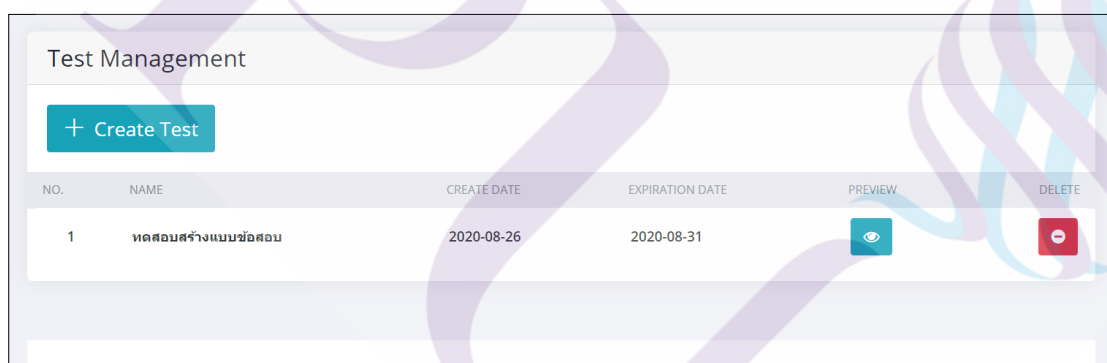 Test Management
+ Create Test
NO. NAME CREATE DATE EXPIRATION DATE PREVIEW DELETE
1 ทดสอบสร้างแบบข้อสอบ 2020-08-26 2020-08-31